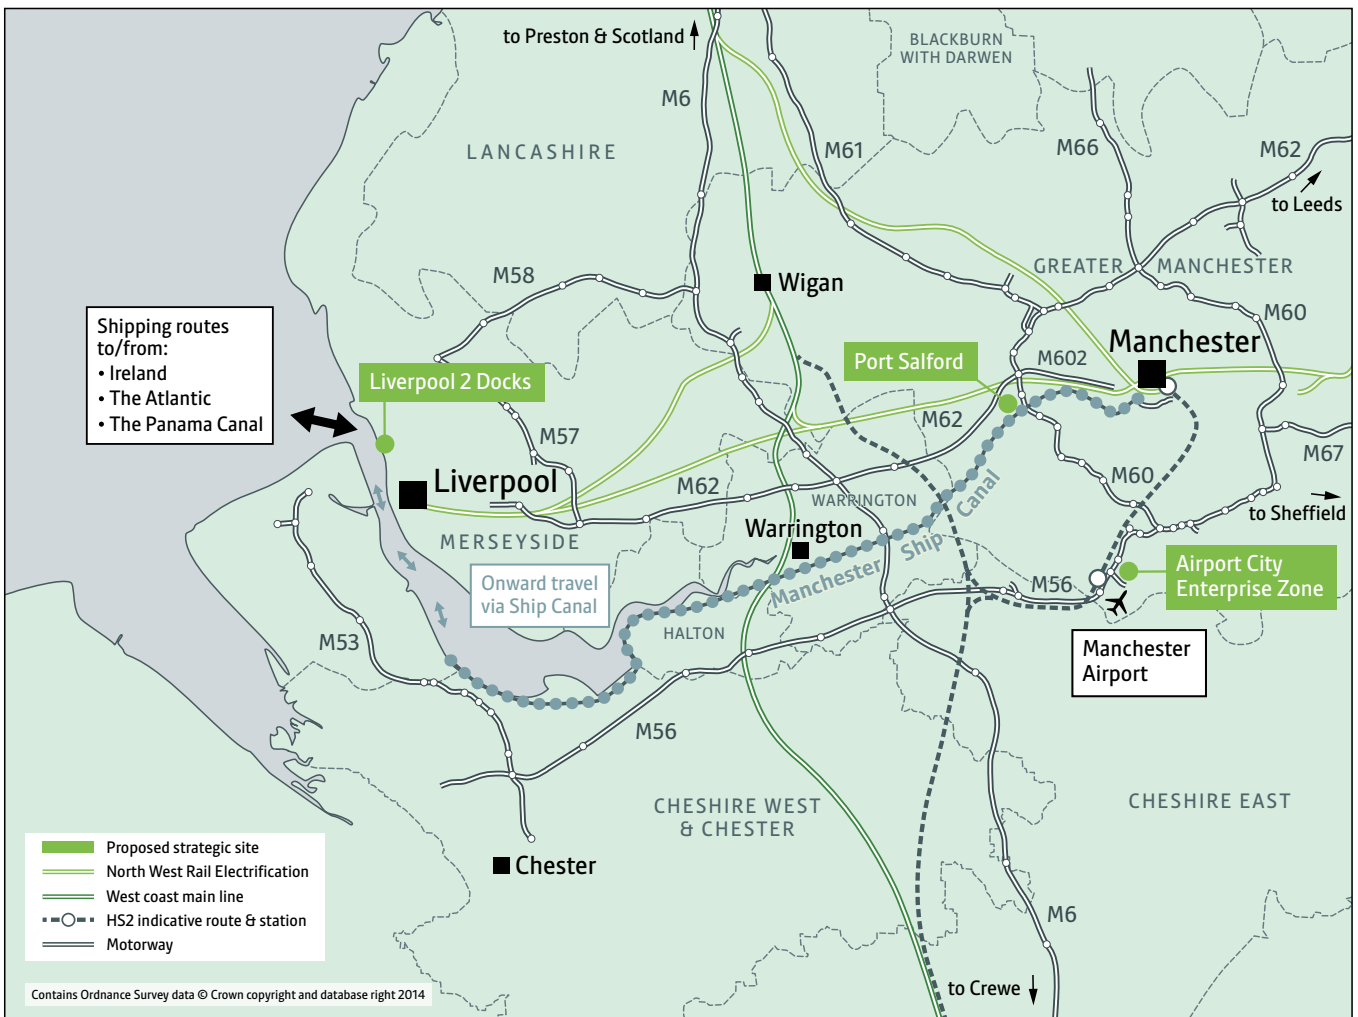 to Preston & Scotland
BLACKBURN
WITH DARWEN
M6
M61
M66
M62
to Leeds
LANCASHIRE
M58
Wigan
GREATER MANCHESTER
M60
Shipping routes
to/from:
• Ireland
• The Atlantic
• The Panama Canal
Liverpool 2 Docks
Port Salford
M602
Manchester
M57
M62
M67
Liverpool
M62
WARRINGTON
M60
to Sheffield
MERSEYSIDE
Warrington
Manchester Ship Canal
Onward travel
via Ship Canal
M56
Airport City
Enterprise Zone
M53
HALTON
Manchester
Airport
M56
CHESHIRE WEST
& CHESTER
CHESHIRE EAST
Chester
M6
to Crewe
Proposed strategic site
North West Rail Electrification
West coast main line
HS2 indicative route & station
Motorway
Contains Ordnance Survey data © Crown copyright and database right 2014